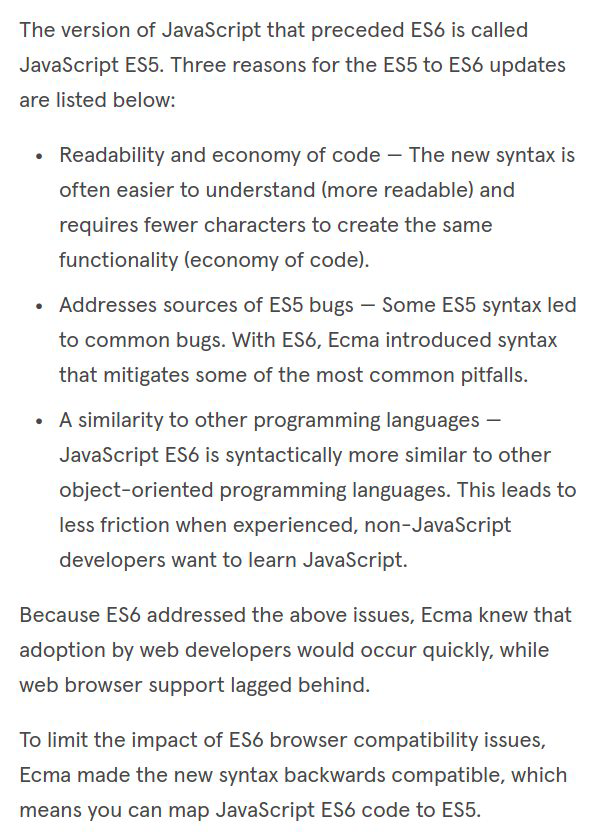 The version of JavaScript that preceded ES6 is called
JavaScript ES5. Three reasons for the ES5 to ES6 updates
are listed below:
• Readability and economy of code — The new syntax is
often easier to understand (more readable) and
requires fewer characters to create the same
functionality (economy of code).
• Addresses sources of ES5 bugs — Some ES5 syntax led
to common bugs. With ES6, Ecma introduced syntax
that mitigates some of the most common pitfalls.
• A similarity to other programming languages —
JavaScript ES6 is syntactically more similar to other
object-oriented programming languages. This leads to
less friction when experienced, non-JavaScript
developers want to learn JavaScript.
Because ES6 addressed the above issues, Ecma knew that
adoption by web developers would occur quickly, while
web browser support lagged behind.
To limit the impact of ES6 browser compatibility issues,
Ecma made the new syntax backwards compatible, which
means you can map JavaScript ES6 code to ES5.